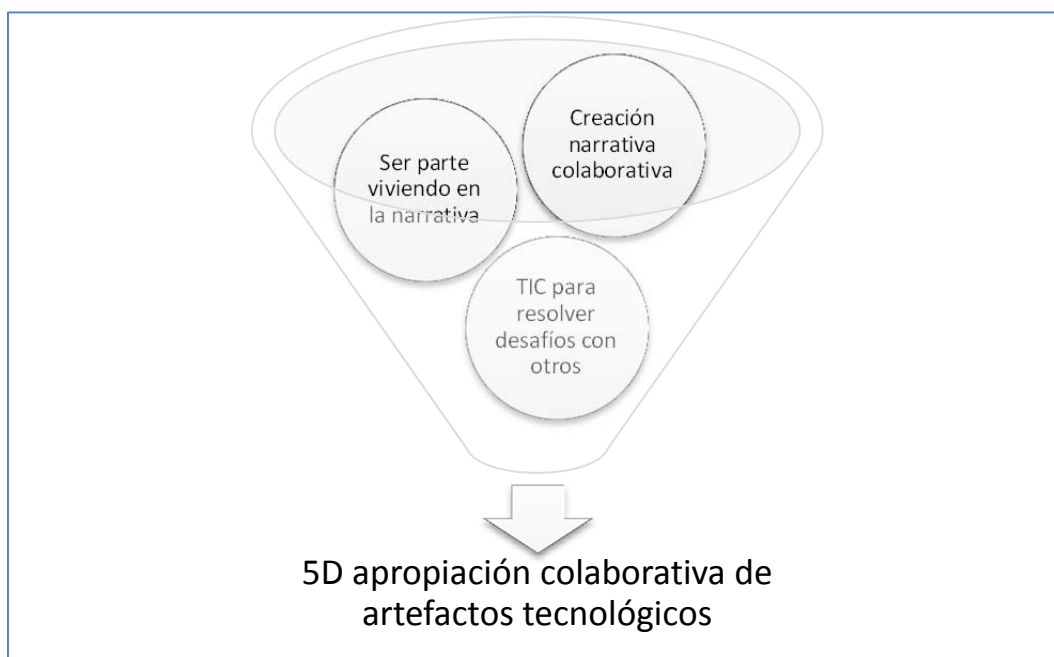 Ser parte
viviendo en
la narrativa
Creación
narrativa
colaborativa
TIC para
resolver
desafíos con
otros
5D apropiación colaborativa de
artefactos tecnológicos